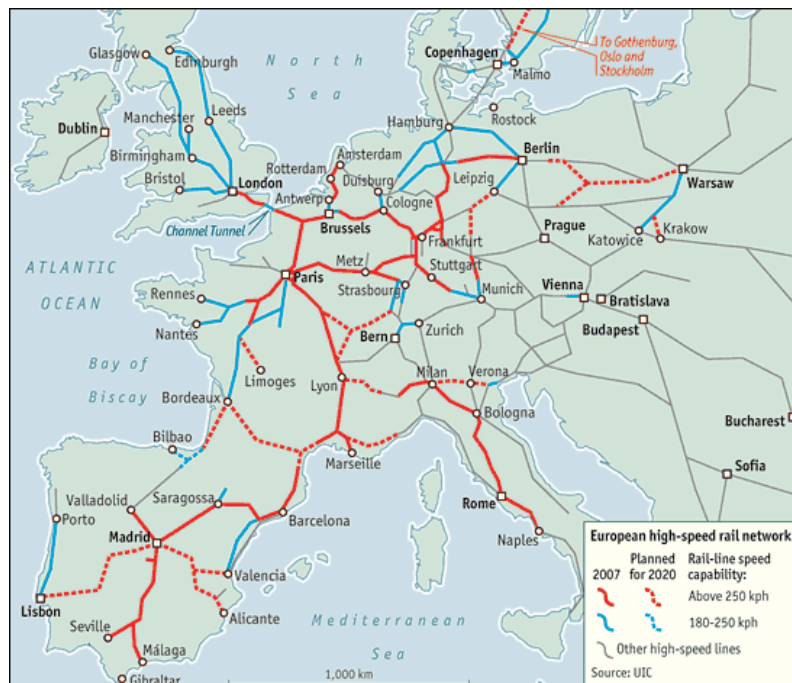 Glasgow
Edinburgh
North
Sea
Copenhagen
To Gothenburg,
Oslo and
Stockholm
Malmo
Dublin
Manchester
Leeds
Hamburg
Rostock
Birmingham
Amsterdam
Rotterdam
Berlin
Bristol
London
Duisburg
Leipzig
Warsaw
Antwerp
Cologne
Channel Tunnel
Brussels
Frankfurt
Prague
Katowice
Krakow
ATLANTIC
OCEAN
Metz
Paris
Stuttgart
Rennes
Strasbourg
Munich
Vienna
Bratislava
Nantes
Bern
Zurich
Budapest
Bay of
Biscay
Limoges
Lyon
Milan
Verona
Bordeaux
Bologna
Bucharest
Bilbao
Marseille
Sofia
Valladolid
Saragossa
Porto
Barcelona
Rome
Madrid
Naples
Valencia
Lisbon
Alicante
Mediterranean
Sea
Seville
Málaga
Gibraltar
1,000 km
European high-speed rail network
2007
Planned
for 2020
Rail-line speed
capability:
Above 250 kph
180-250 kph
Other high-speed lines
Source: UIC